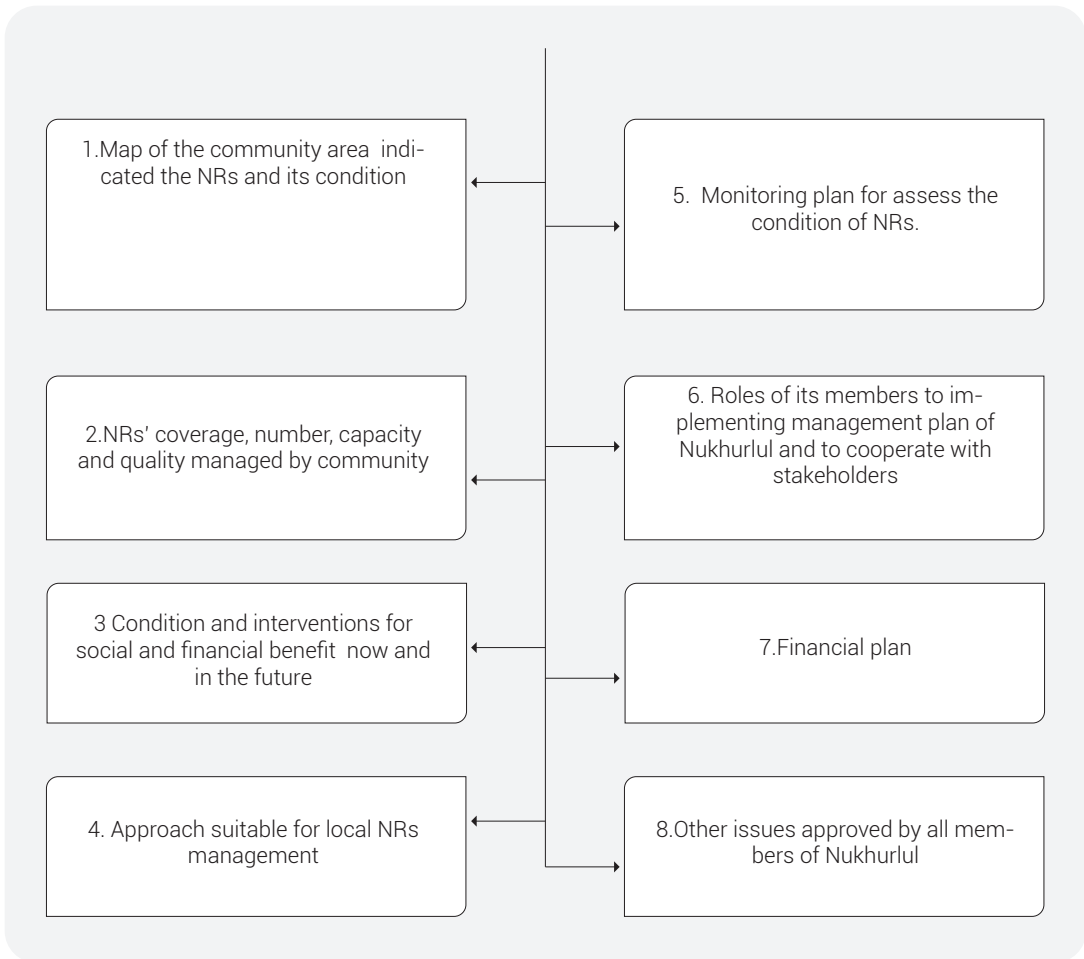 1.Map of the community area indi-
cated the NRs and its condition
2.NRs' coverage, number, capacity
and quality managed by community
3 Condition and interventions for
social and financial benefit now and
in the future
4. Approach suitable for local NRs
management
5. Monitoring plan for assess the
condition of NRs.
6. Roles of its members to im-
plementing management plan of
Nukhurlul and to cooperate with
stakeholders
7.Financial plan
8.Other issues approved by all mem-
bers of Nukhurlul